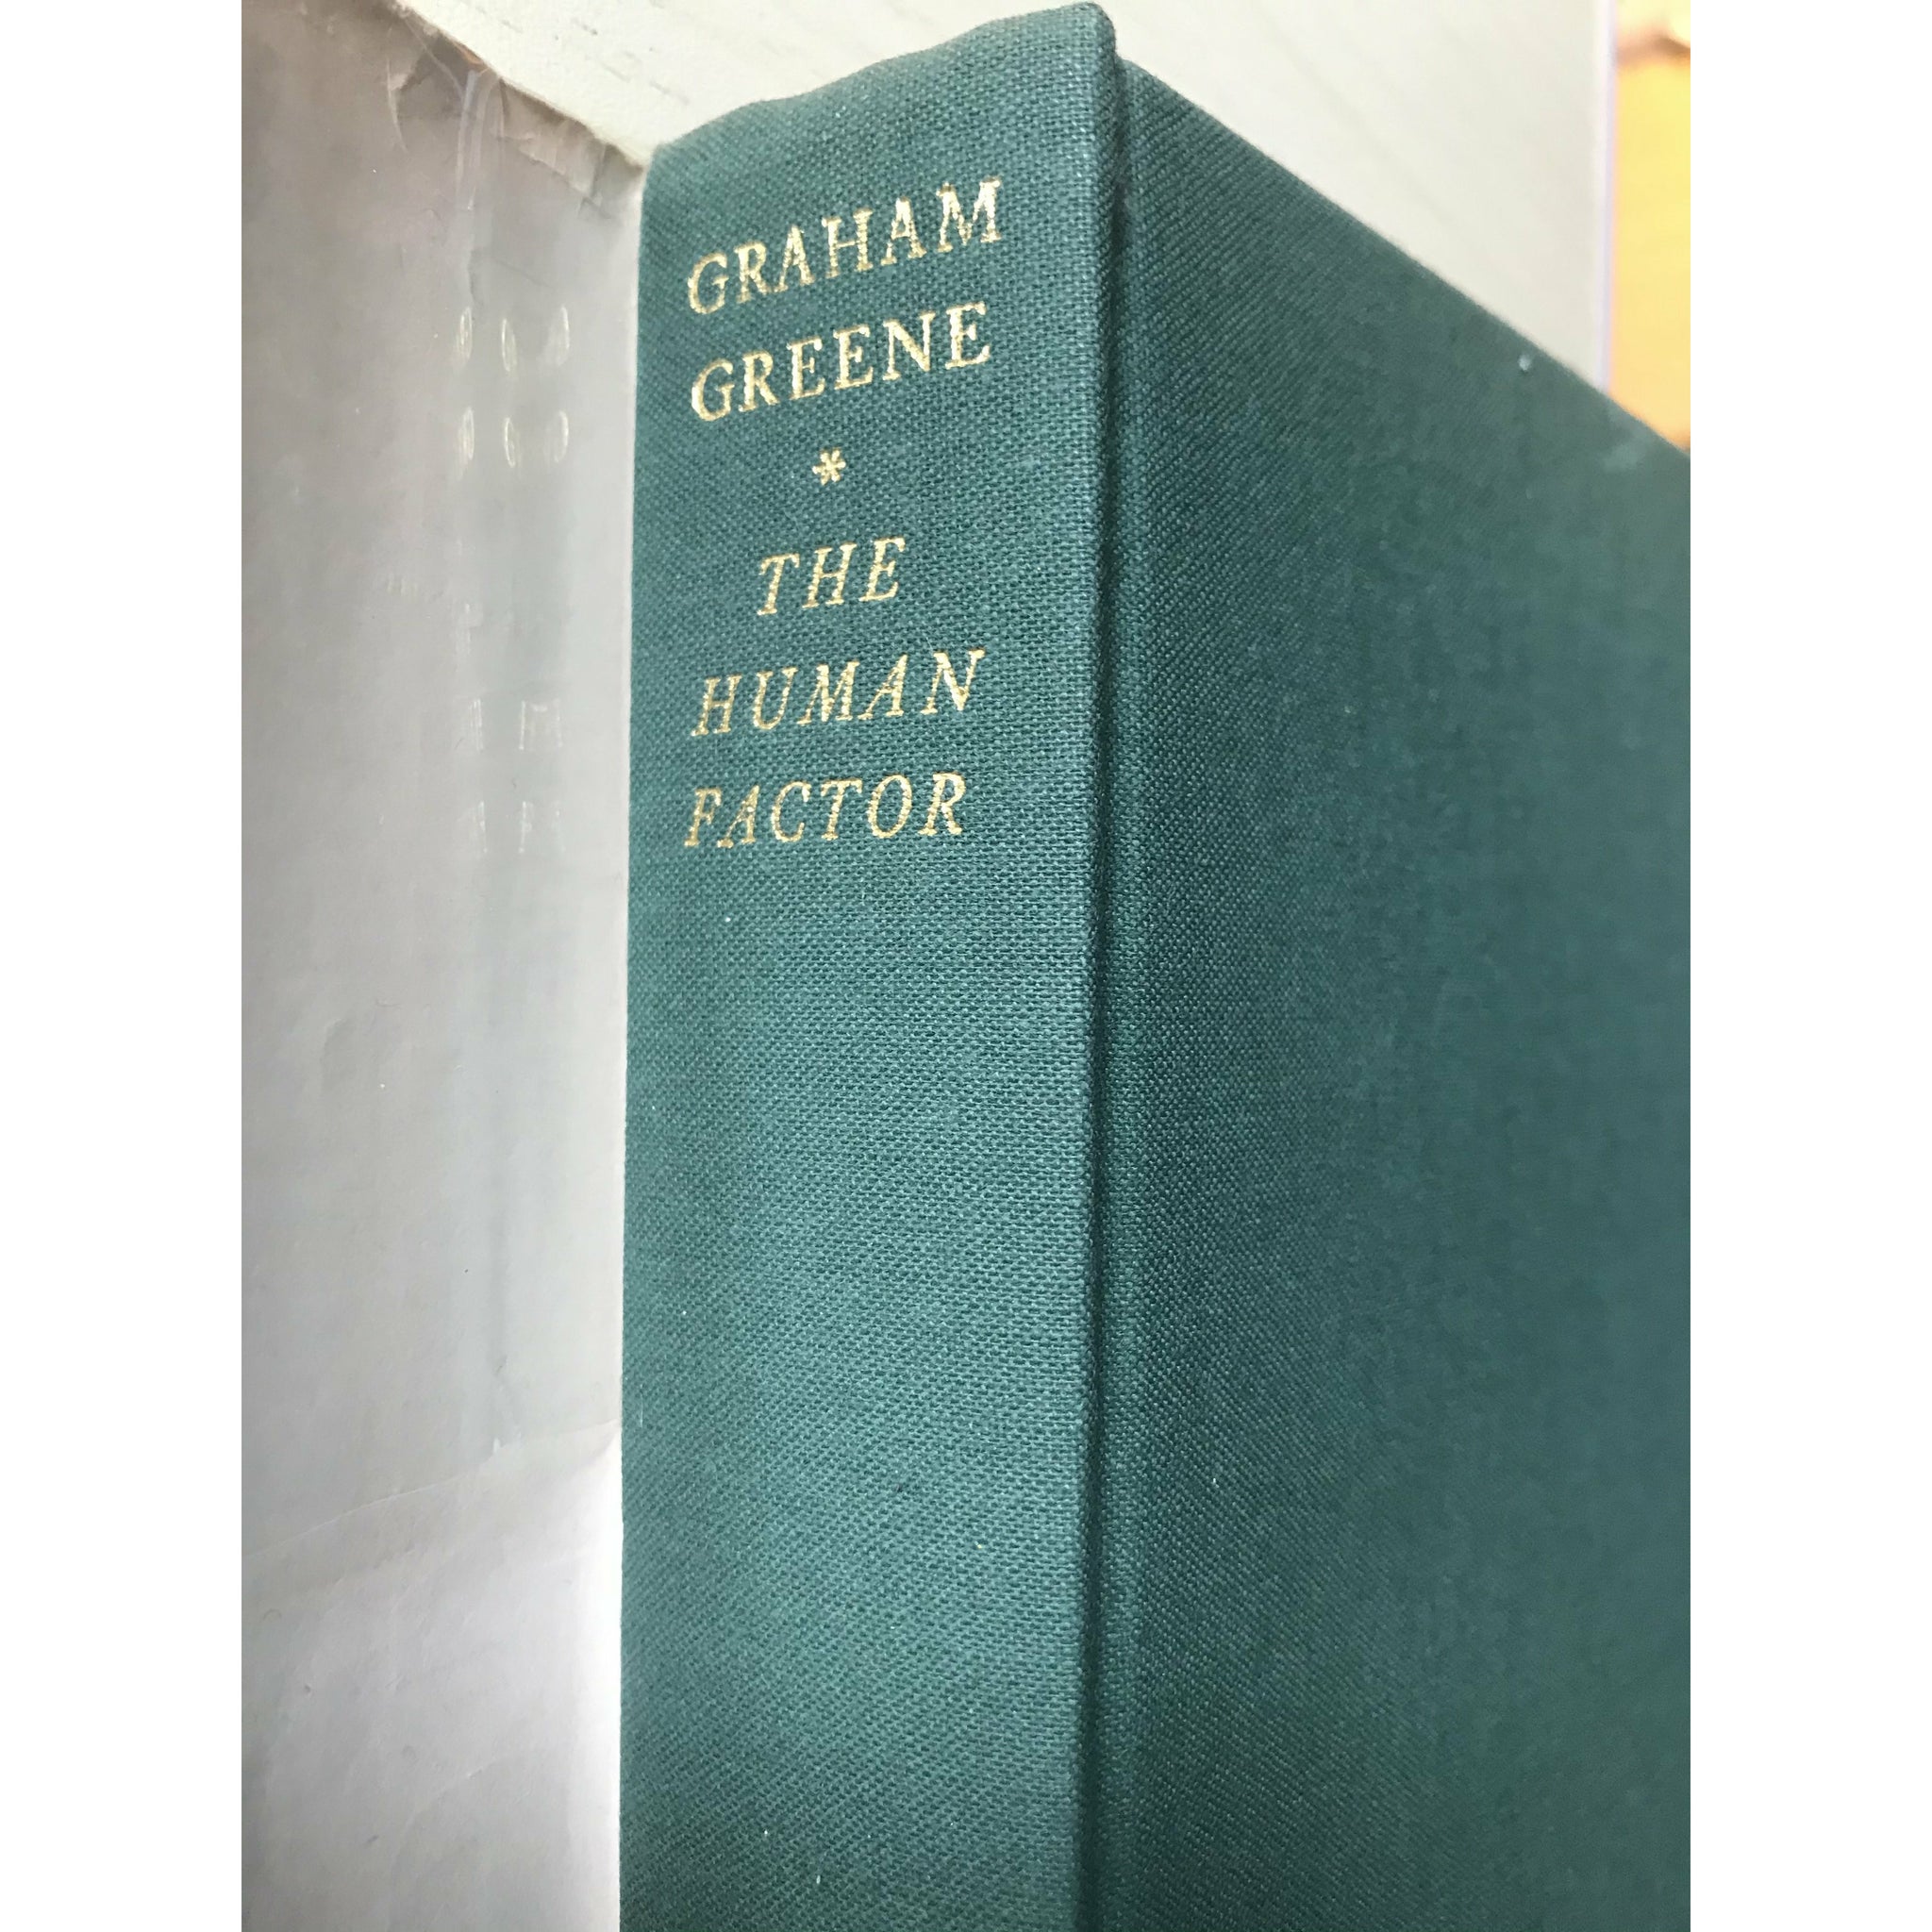 GRAHAM
GREENE
*
THE
HUMAN
FACTOR